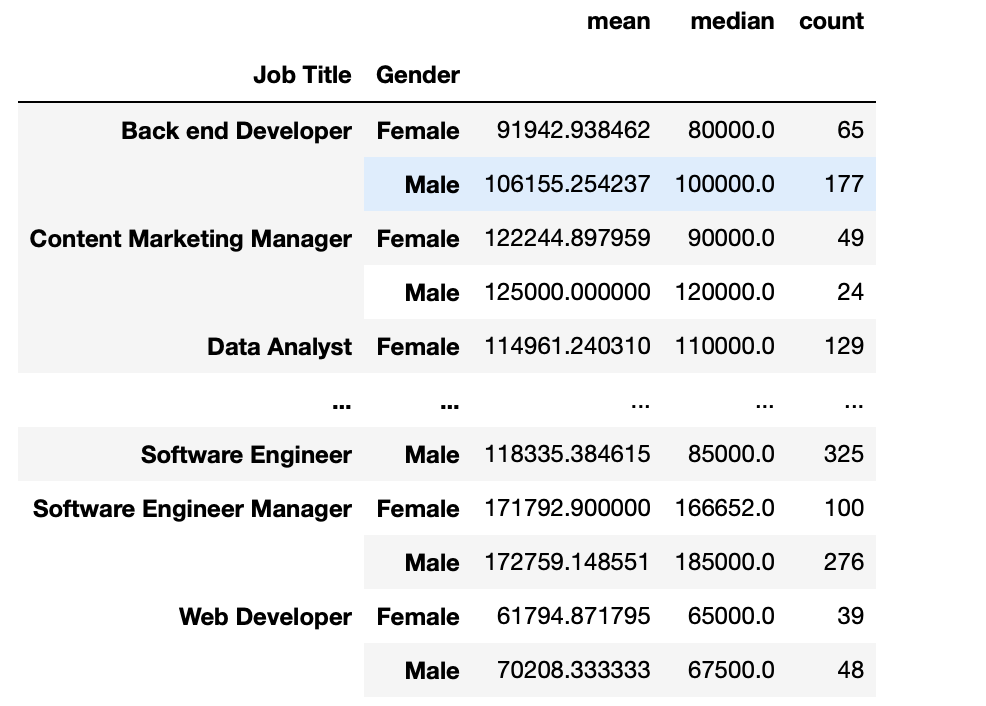 mean median count
Job Title Gender
Back end Developer Female 91942.938462 80000.0 65
Male 106155.254237 100000.0 177
Content Marketing Manager Female 122244.897959 90000.0 49
Male 125000.000000 120000.0 24
Data Analyst Female 114961.240310 110000.0 129
... ... ... ... ...
Software Engineer Male 118335.384615 85000.0 325
Software Engineer Manager Female 171792.900000 166652.0 100
Male 172759.148551 185000.0 276
Web Developer Female 61794.871795 65000.0 39
Male 70208.333333 67500.0 48